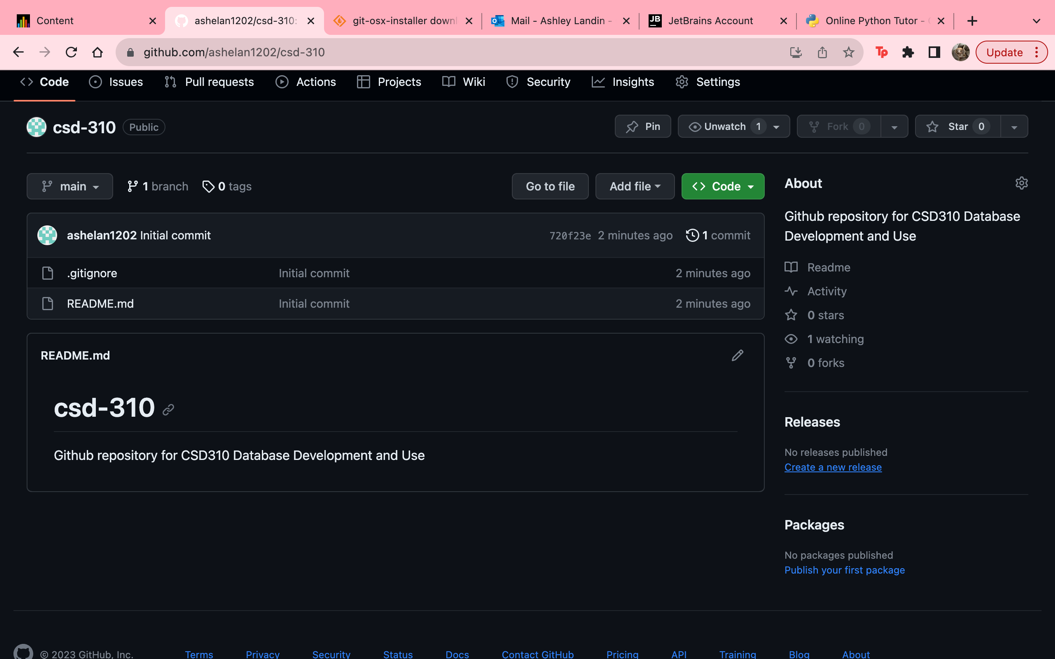 Content
ashelan1202/csd-310:
git-osx-installer downl
Mail - Ashley Landin -
JetBrains Account
Online Python Tutor -
github.com/ashelan1202/csd-310
Update
Code Issues Pull requests Actions Projects Wiki Security Insights Settings
csd-310 Public Pin Unwatch 1 Fork 0 Star 0
main 1 branch 0 tags Go to file Add file Code
ashelan1202 Initial commit 720f23e 2 minutes ago 1 commit
.gitignore Initial commit 2 minutes ago
README.md Initial commit 2 minutes ago
README.md
csd-310
Github repository for CSD310 Database Development and Use
About
Github repository for CSD310 Database
Development and Use
Readme
Activity
0 stars
1 watching
0 forks
Releases
No releases published
Create a new release
Packages
No packages published
Publish your first package
© 2023 GitHub, Inc. Terms Privacy Security Status Docs Contact GitHub Pricing API Training Blog About